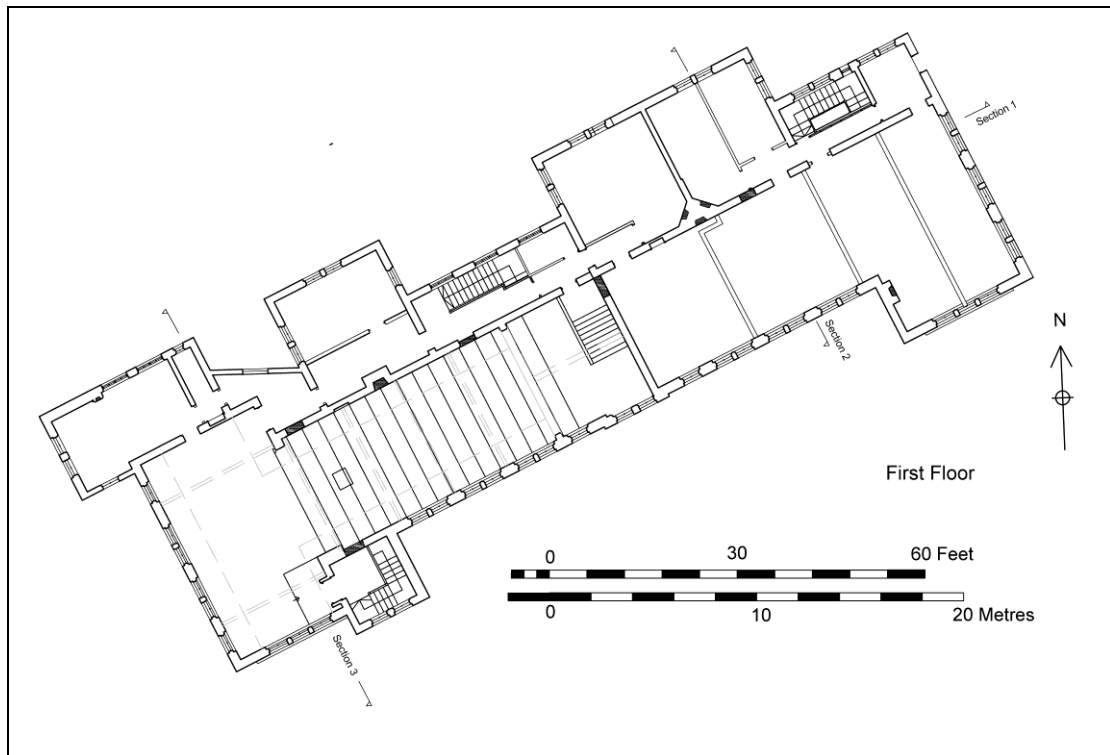 Section 1
N
Section 2
First Floor
0 30 60 Feet
0 10 20 Metres
Section 3